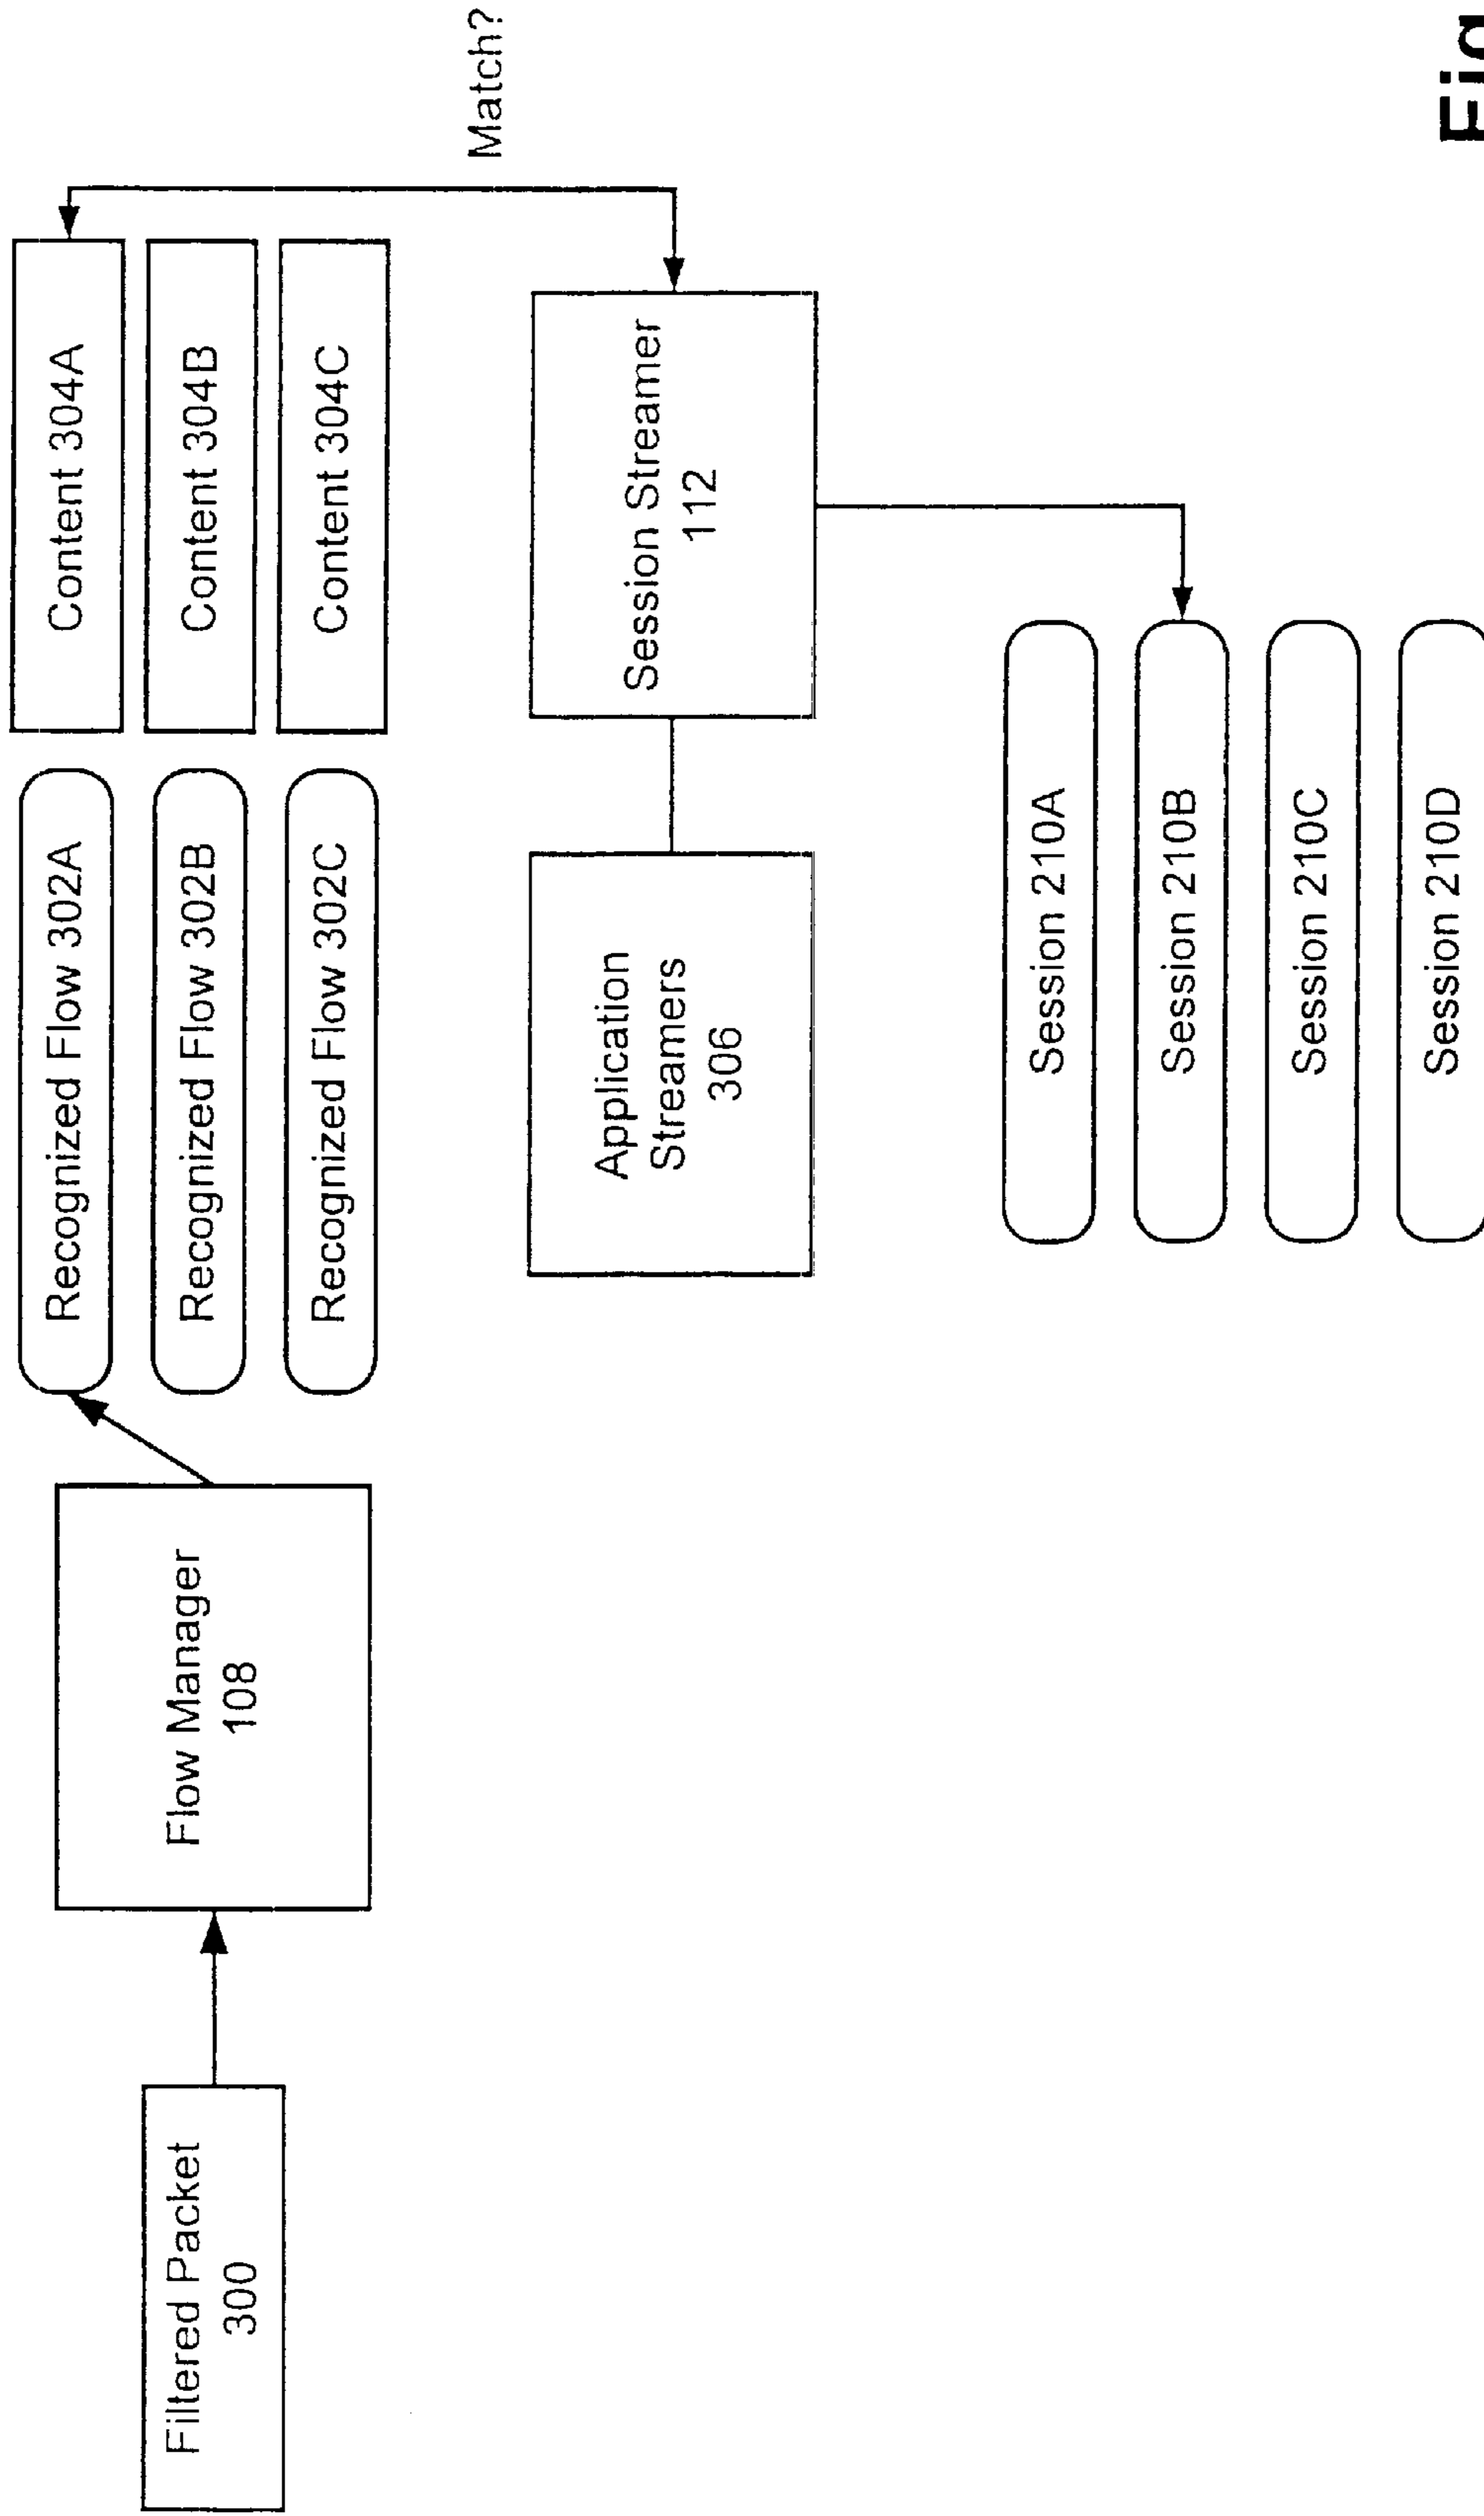 Filtered Packet
300
Flow Manager
108
Recognized Flow 302A
Recognized Flow 302B
Recognized Flow 302C
Content 304A
Content 304B
Content 304C
Match?
Application
Streamers
306
Session Streamer
112
Session 210A
Session 210B
Session 210C
Session 210D